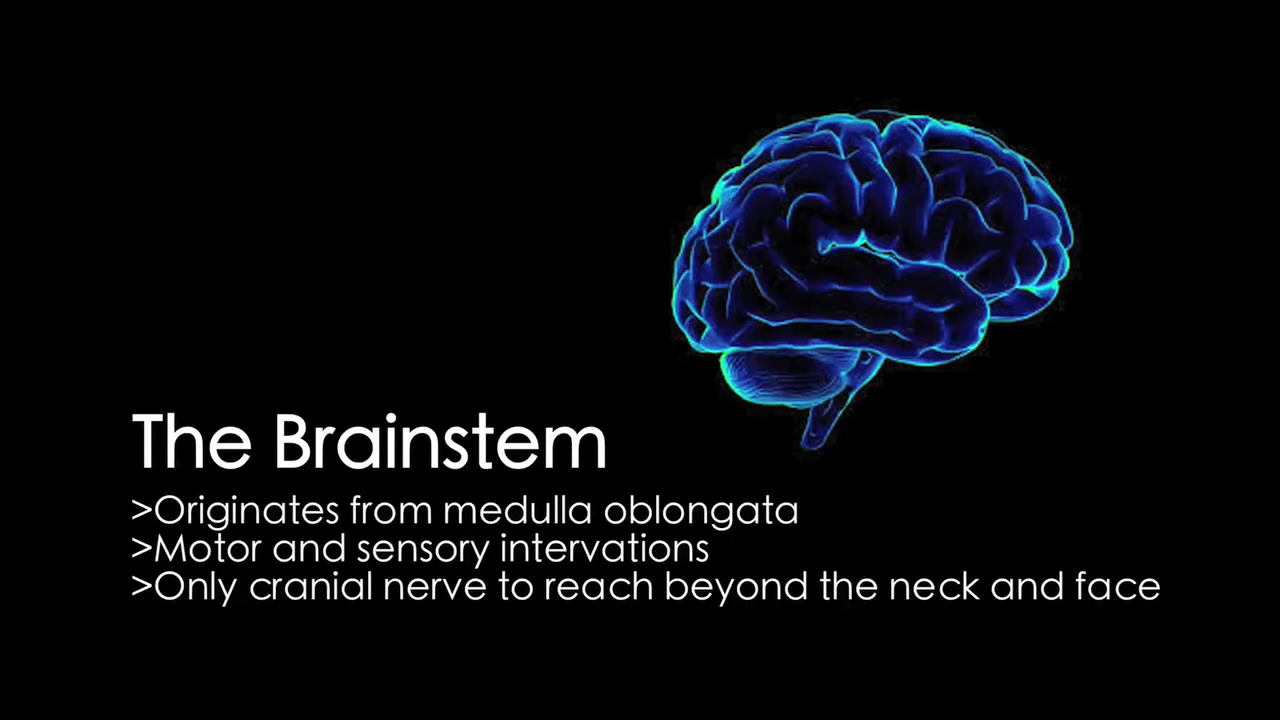 The Brainstem
>Originates from medulla oblongata
>Motor and sensory intervations
>Only cranial nerve to reach beyond the neck and face